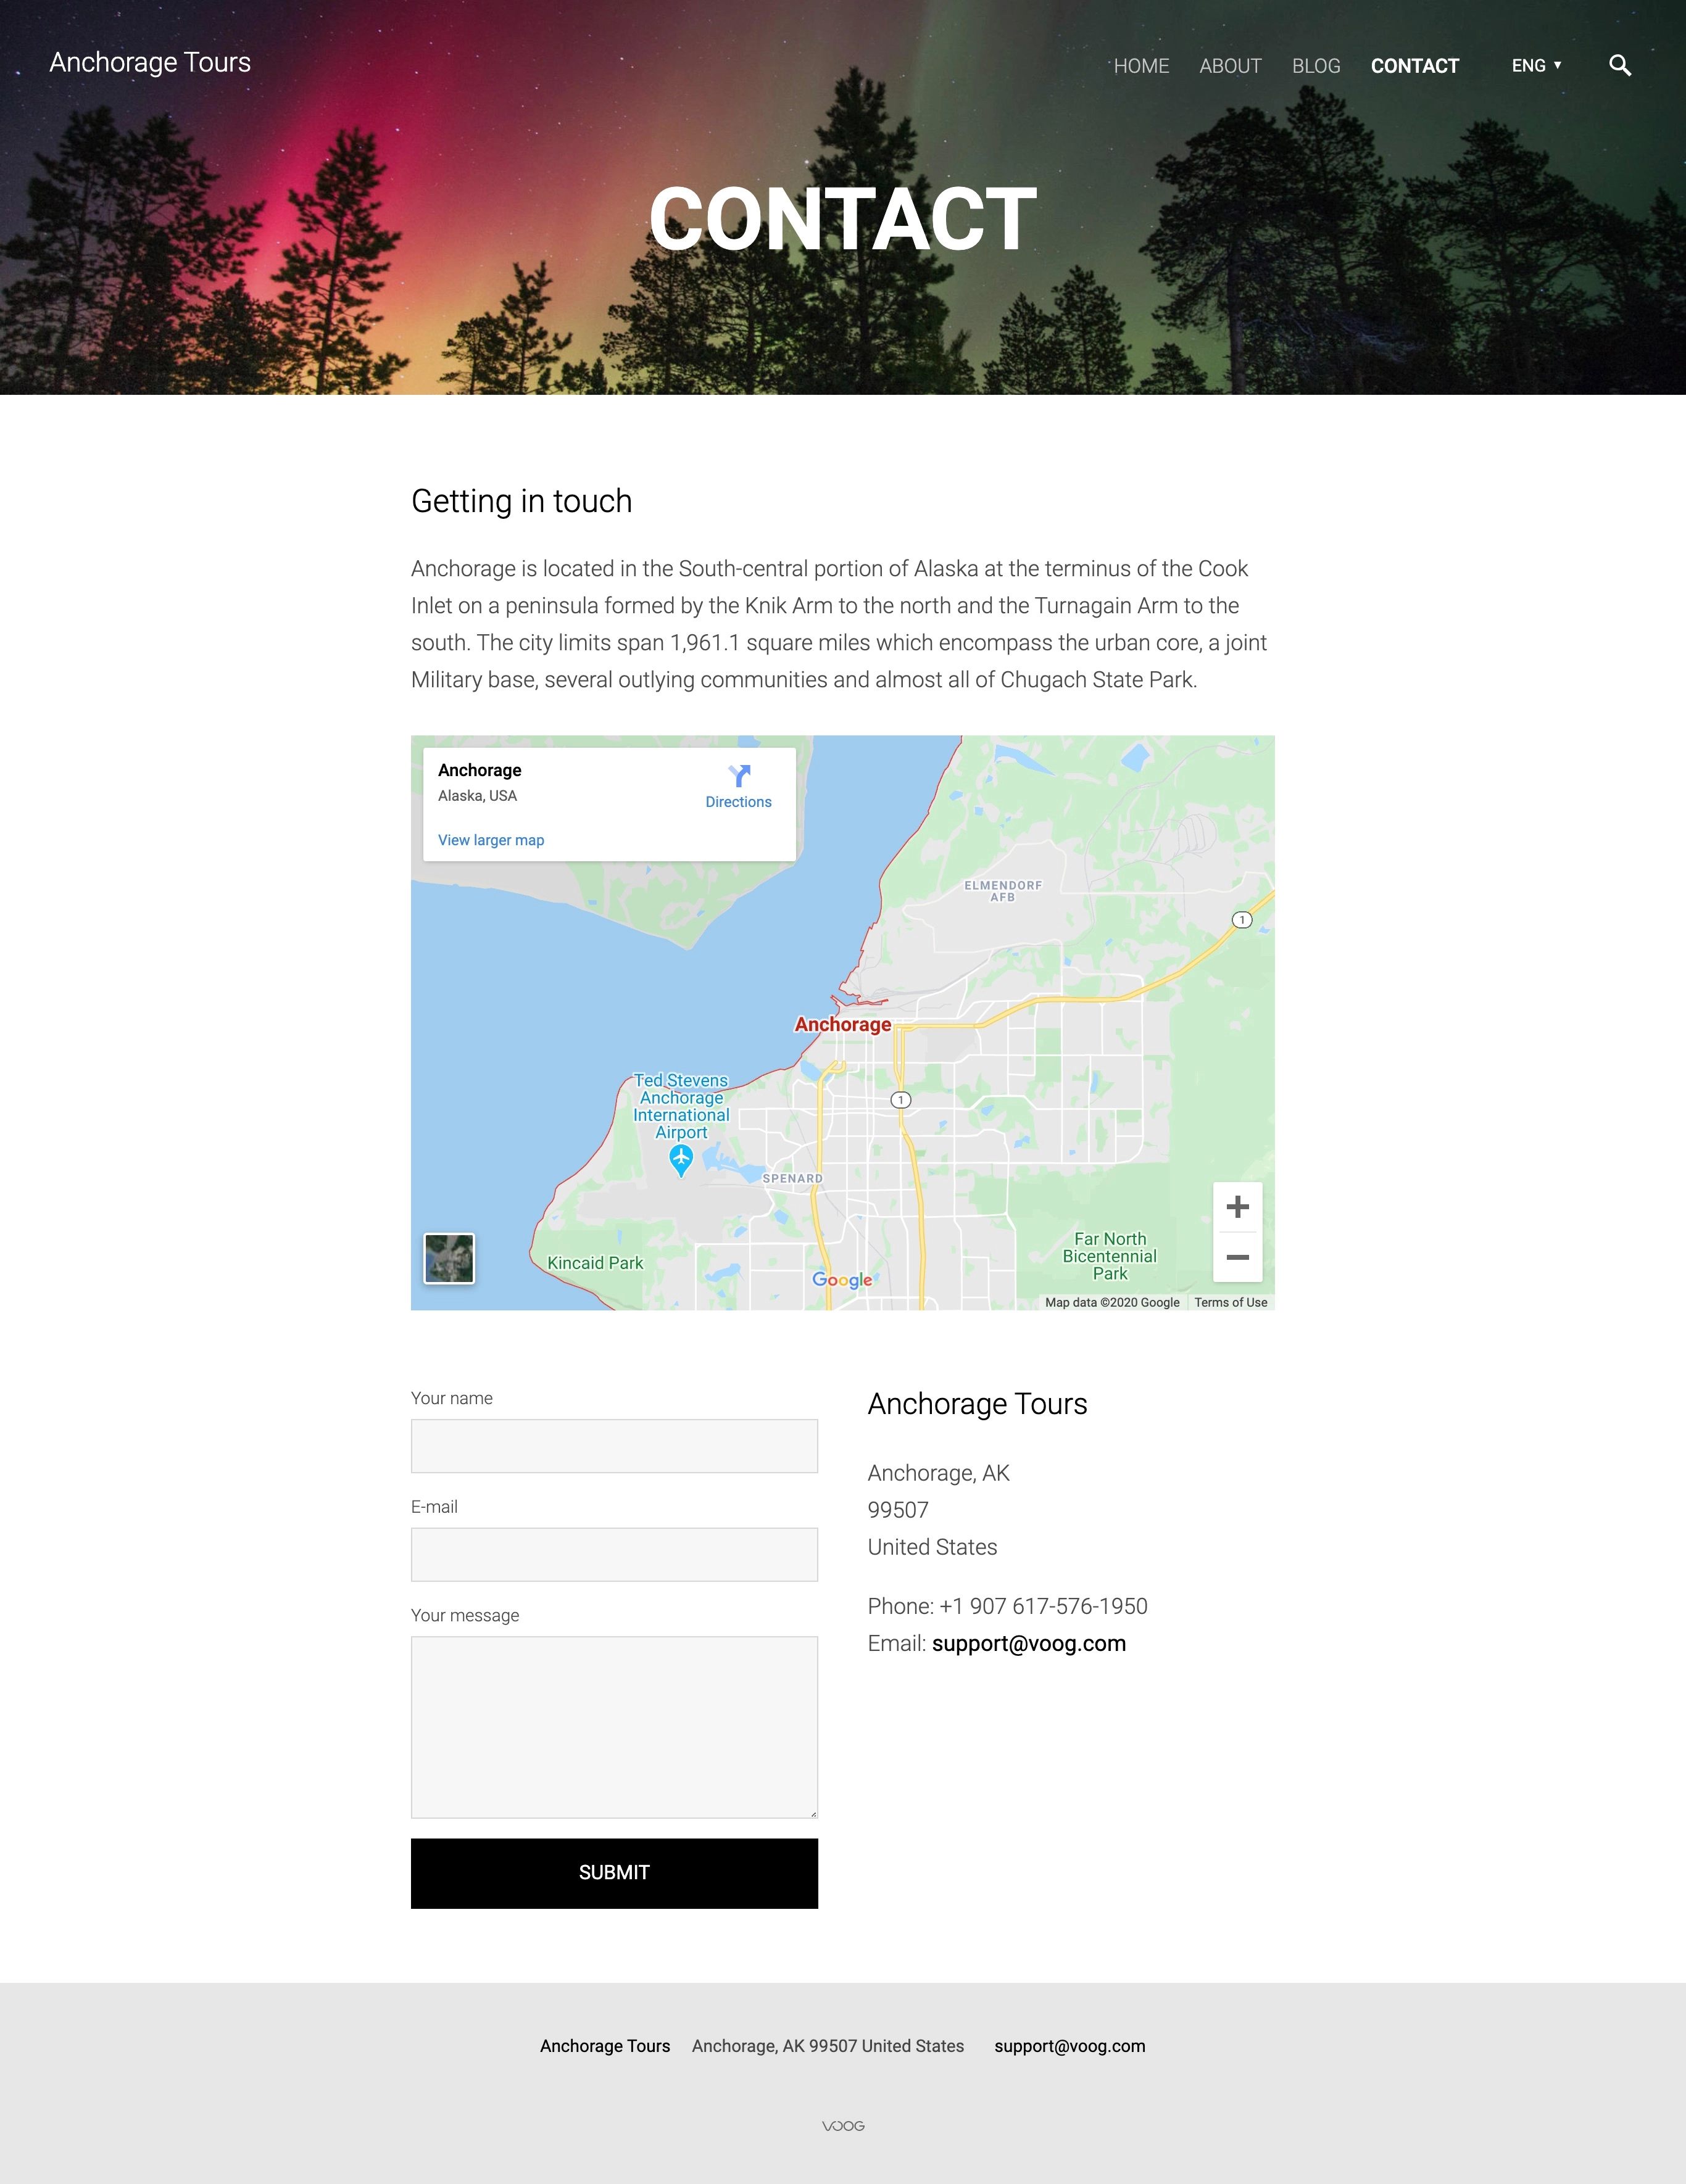 Anchorage Tours
HOME ABOUT BLOG CONTACT ENG ▼
CONTACT
Getting in touch
Anchorage is located in the South-central portion of Alaska at the terminus of the Cook
Inlet on a peninsula formed by the Knik Arm to the north and the Turnagain Arm to the
south. The city limits span 1,961.1 square miles which encompass the urban core, a joint
Military base, several outlying communities and almost all of Chugach State Park.
Anchorage
Alaska, USA
Directions
View larger map
ELMENDORF
AFB
1
Anchorage
Ted Stevens
Anchorage
International
Airport
1
SPENARD
Kincaid Park
Far North
Bicentennial
Park
Google
Map data ©2020 Google
Terms of Use
Your name
E-mail
Your message
SUBMIT
Anchorage Tours
Anchorage, AK
99507
United States
Phone: +1 907 617-576-1950
Email: support@voog.com
Anchorage Tours Anchorage, AK 99507 United States support@voog.com
VOOG